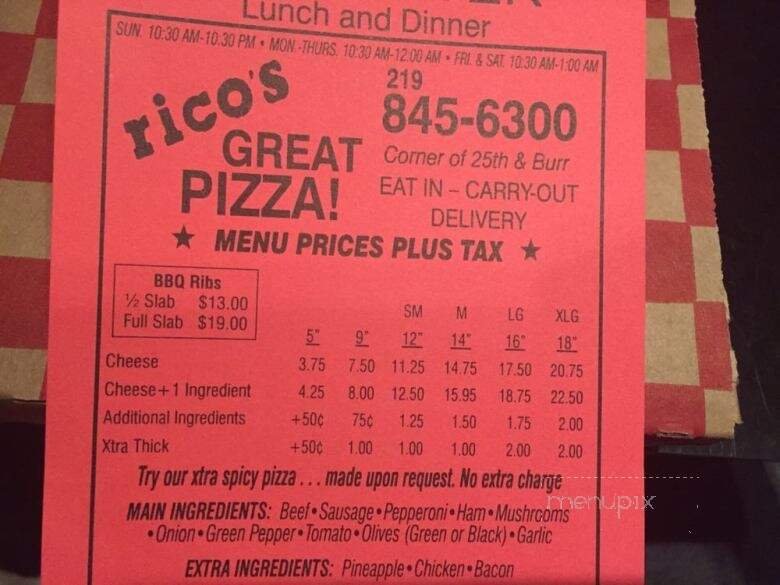 Lunch and Dinner
SUN. 10:30 AM-10:30 PM • MON.-THURS. 10:30 AM-12:00 AM • FRI. & SAT. 10:30 AM-1:00 AM
rico's
GREAT
PIZZA!
219
845-6300
Corner of 25th & Burr
EAT IN – CARRY-OUT
DELIVERY
★ MENU PRICES PLUS TAX ★
BBQ Ribs
½ Slab $13.00
Full Slab $19.00
SM M LG XLG
5" 9" 12" 14" 16" 18"
Cheese 3.75 7.50 11.25 14.75 17.50 20.75
Cheese+1 Ingredient 4.25 8.00 12.50 15.95 18.75 22.50
Additional Ingredients +50¢ 75¢ 1.25 1.50 1.75 2.00
Xtra Thick +50¢ 1.00 1.00 1.00 2.00 2.00
Try our xtra spicy pizza . . . made upon request. No extra charge
MAIN INGREDIENTS: Beef • Sausage • Pepperoni • Ham • Mushrooms
• Onion • Green Pepper • Tomato • Olives (Green or Black) • Garlic
EXTRA INGREDIENTS: Pineapple • Chicken • Bacon
menupix